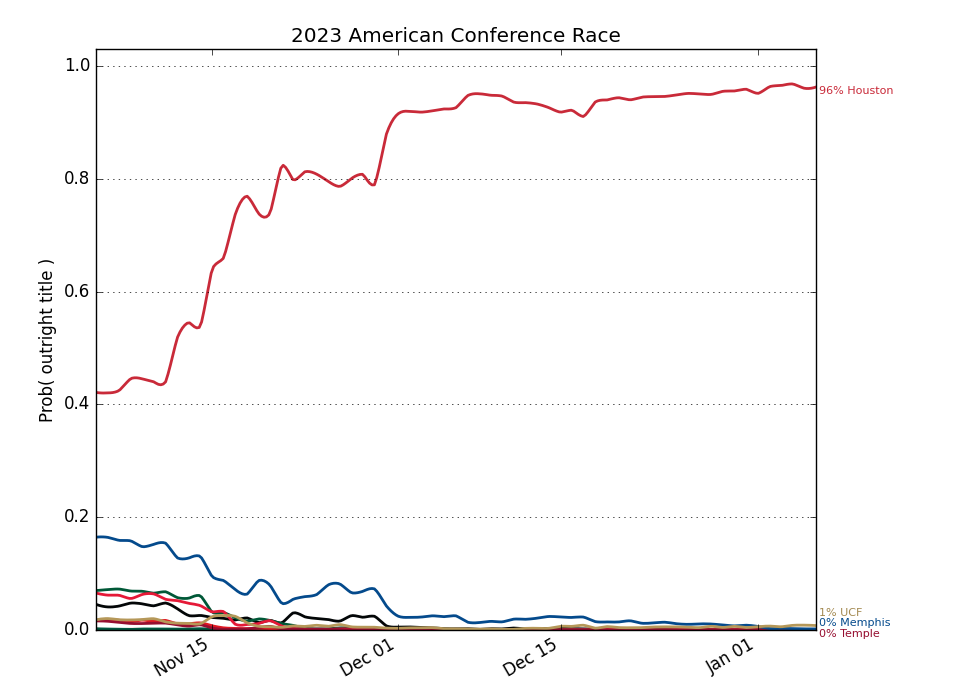 2023 American Conference Race
1.0
96% Houston
0.8
0.6
Prob( outright title )
0.4
0.2
1% UCF
0% Memphis
0.0
0% Temple
Nov 15
Dec 01
Dec 15
Jan 01